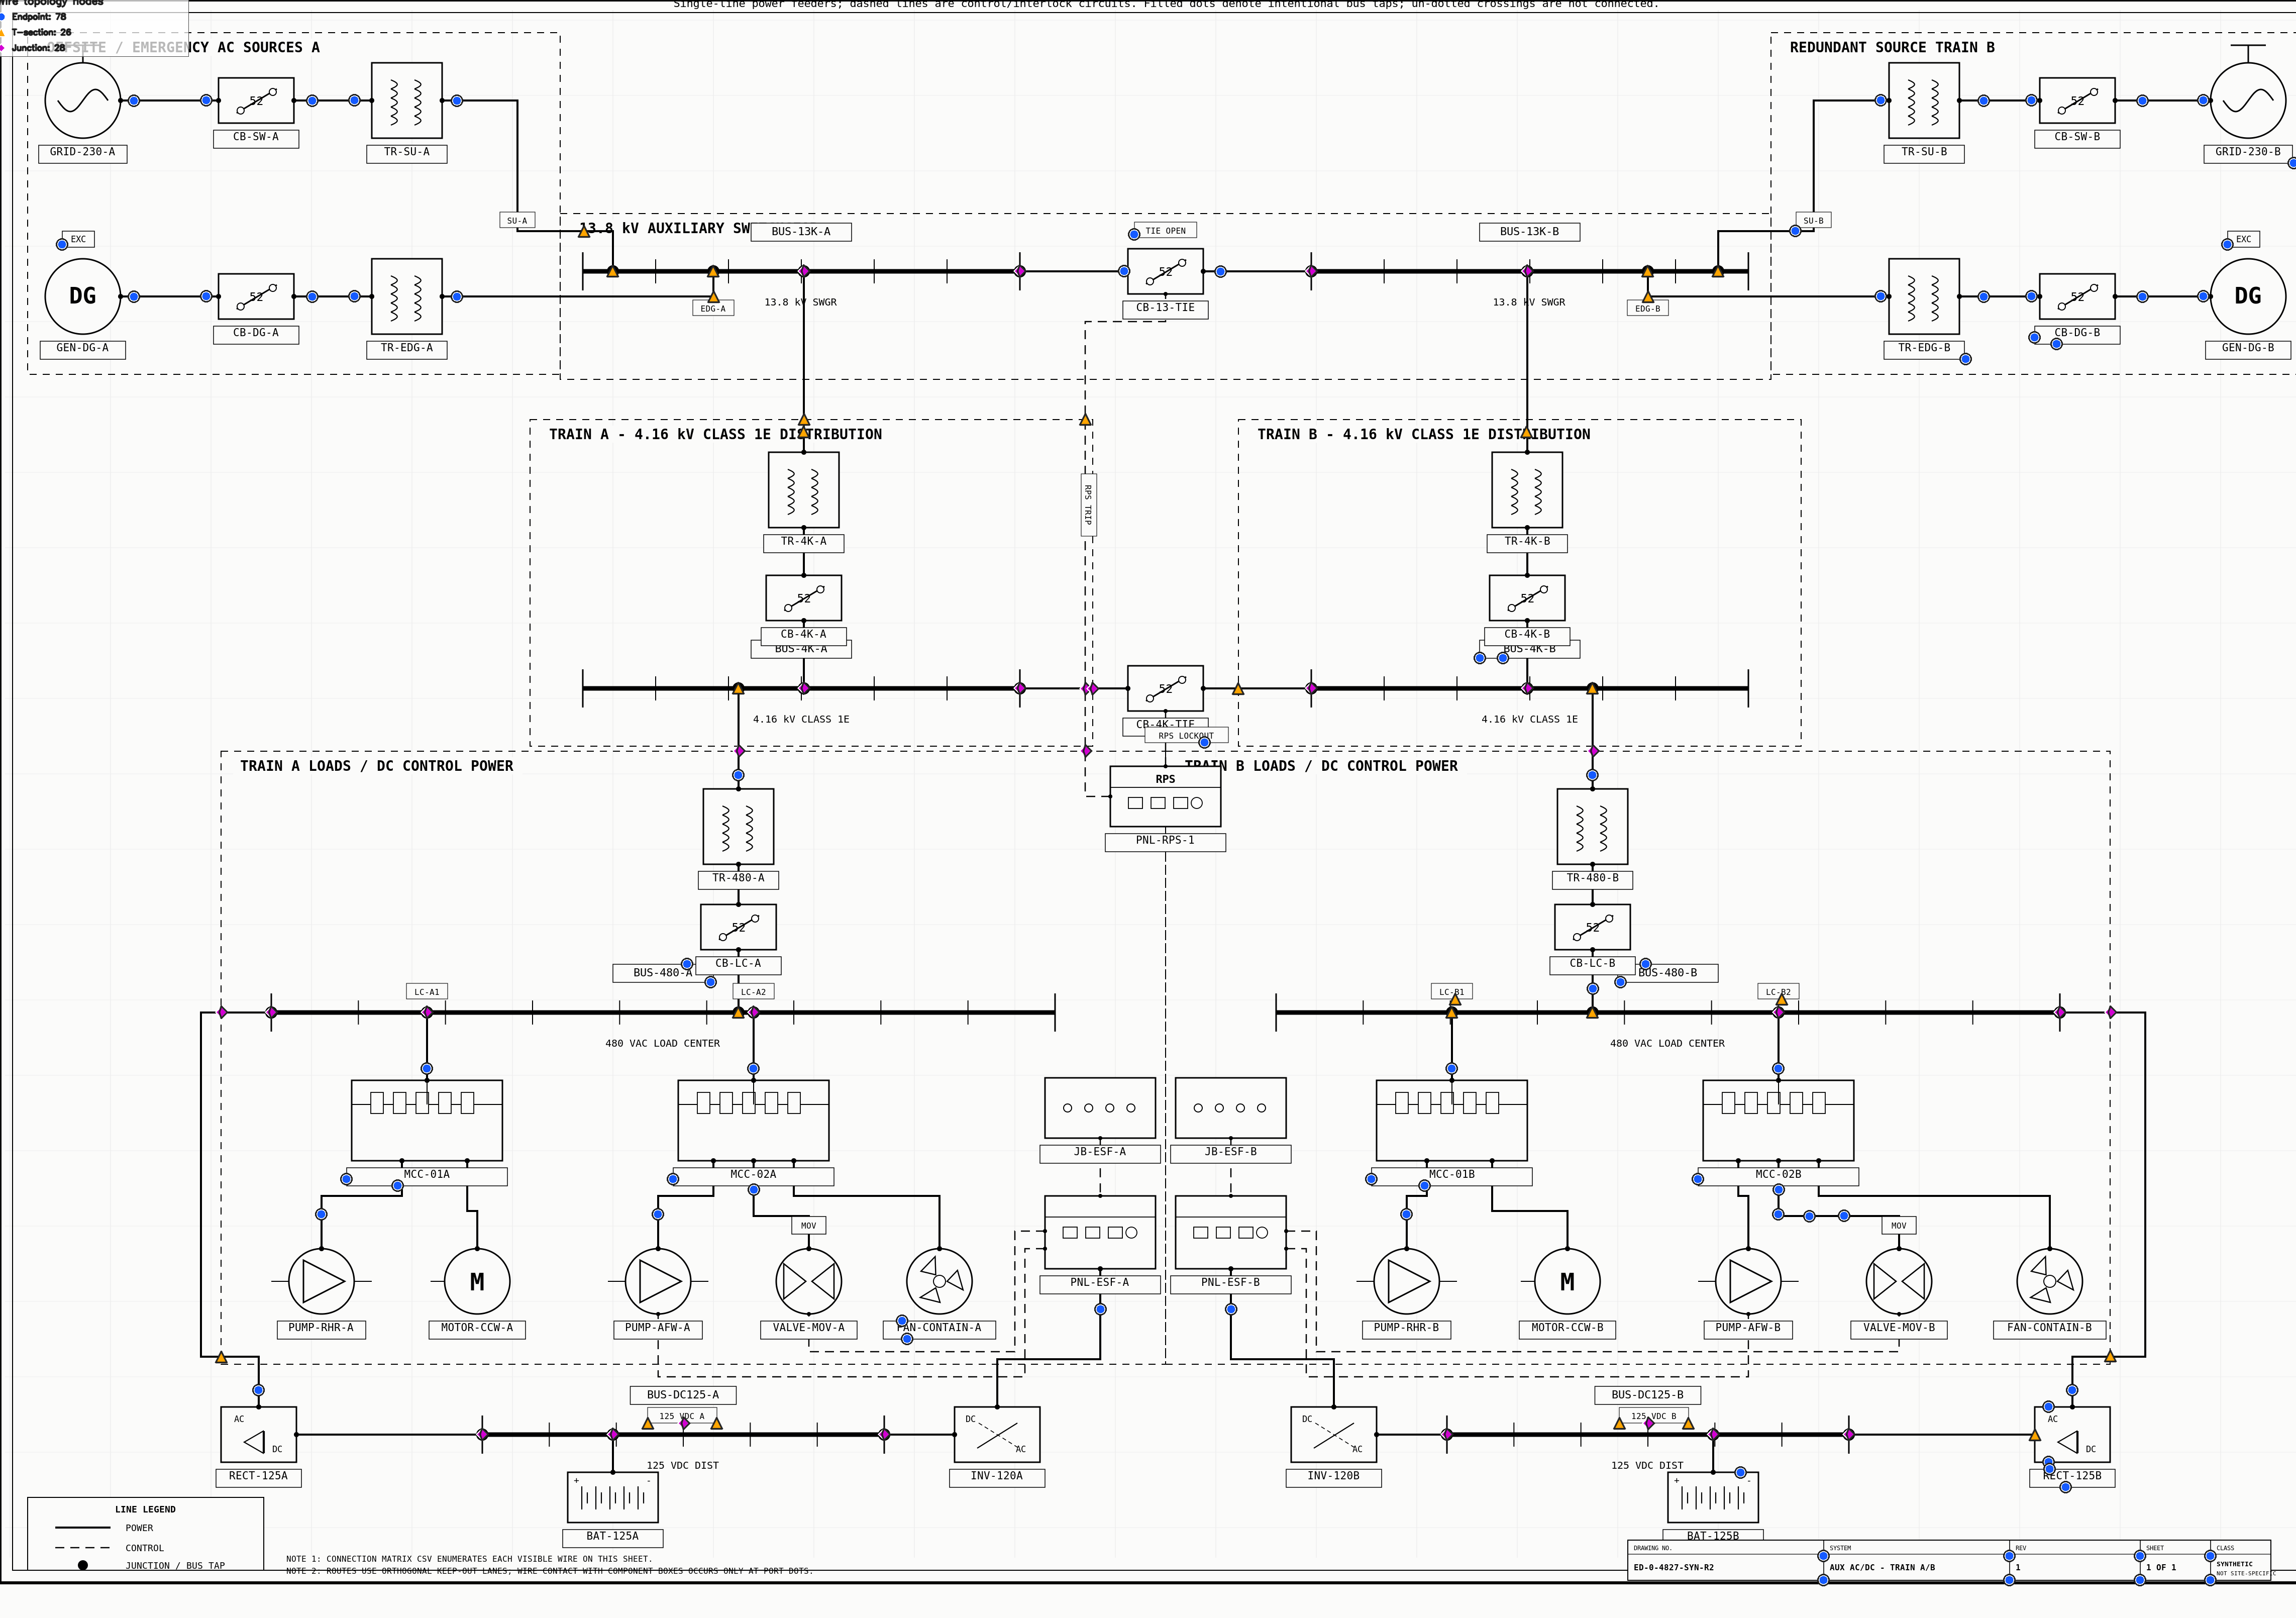 Single-line power feeders; dashed lines are control/interlock circuits. Filled dots denote intentional bus taps; un-dotted crossings are not connected.
Wire topology nodes
Endpoint: 78
T-section: 26
Junction: 28
OFFSITE / EMERGENCY AC SOURCES A
REDUNDANT SOURCE TRAIN B
52
52
CB-SW-A
CB-SW-B
GRID-230-A
TR-SU-A
TR-SU-B
GRID-230-B
SU-A
SU-B
13.8 kV AUXILIARY SW
BUS-13K-A
TIE OPEN
BUS-13K-B
EXC
EXC
52
DG
52
52
DG
EDG-A
13.8 kV SWGR
CB-13-TIE
13.8 kV SWGR
EDG-B
CB-DG-A
CB-DG-B
GEN-DG-A
TR-EDG-A
TR-EDG-B
GEN-DG-B
TRAIN A - 4.16 kV CLASS 1E DISTRIBUTION
TRAIN B - 4.16 kV CLASS 1E DISTRIBUTION
RPS TRIP
TR-4K-A
TR-4K-B
52
52
CB-4K-A
CB-4K-B
BUS-4K-A
BUS-4K-B
52
4.16 kV CLASS 1E
CB-4K-TIE
4.16 kV CLASS 1E
RPS LOCKOUT
TRAIN A LOADS / DC CONTROL POWER
TRAIN B LOADS / DC CONTROL POWER
RPS
PNL-RPS-1
TR-480-A
TR-480-B
52
52
CB-LC-A
CB-LC-B
BUS-480-A
BUS-480-B
LC-A1
LC-A2
LC-B1
LC-B2
480 VAC LOAD CENTER
480 VAC LOAD CENTER
JB-ESF-A
JB-ESF-B
MCC-01A
MCC-02A
MCC-01B
MCC-02B
MOV
MOV
M
M
PNL-ESF-A
PNL-ESF-B
PUMP-RHR-A
MOTOR-CCW-A
PUMP-AFW-A
VALVE-MOV-A
FAN-CONTAIN-A
PUMP-RHR-B
MOTOR-CCW-B
PUMP-AFW-B
VALVE-MOV-B
FAN-CONTAIN-B
BUS-DC125-A
BUS-DC125-B
125 VDC A
125 VDC B
AC
DC
DC
AC
DC
AC
AC
DC
RECT-125A
125 VDC DIST
INV-120A
INV-120B
125 VDC DIST
RECT-125B
+ -
+ -
BAT-125A
BAT-125B
LINE LEGEND
POWER
CONTROL
JUNCTION / BUS TAP
NOTE 1: CONNECTION MATRIX CSV ENUMERATES EACH VISIBLE WIRE ON THIS SHEET.
NOTE 2: ROUTES USE ORTHOGONAL KEEP-OUT LANES; WIRE CONTACT WITH COMPONENT BOXES OCCURS ONLY AT PORT DOTS.
DRAWING NO.
SYSTEM
REV
SHEET
CLASS
ED-0-4827-SYN-R2
AUX AC/DC - TRAIN A/B
1
1 OF 1
SYNTHETIC
NOT SITE-SPECIFIC